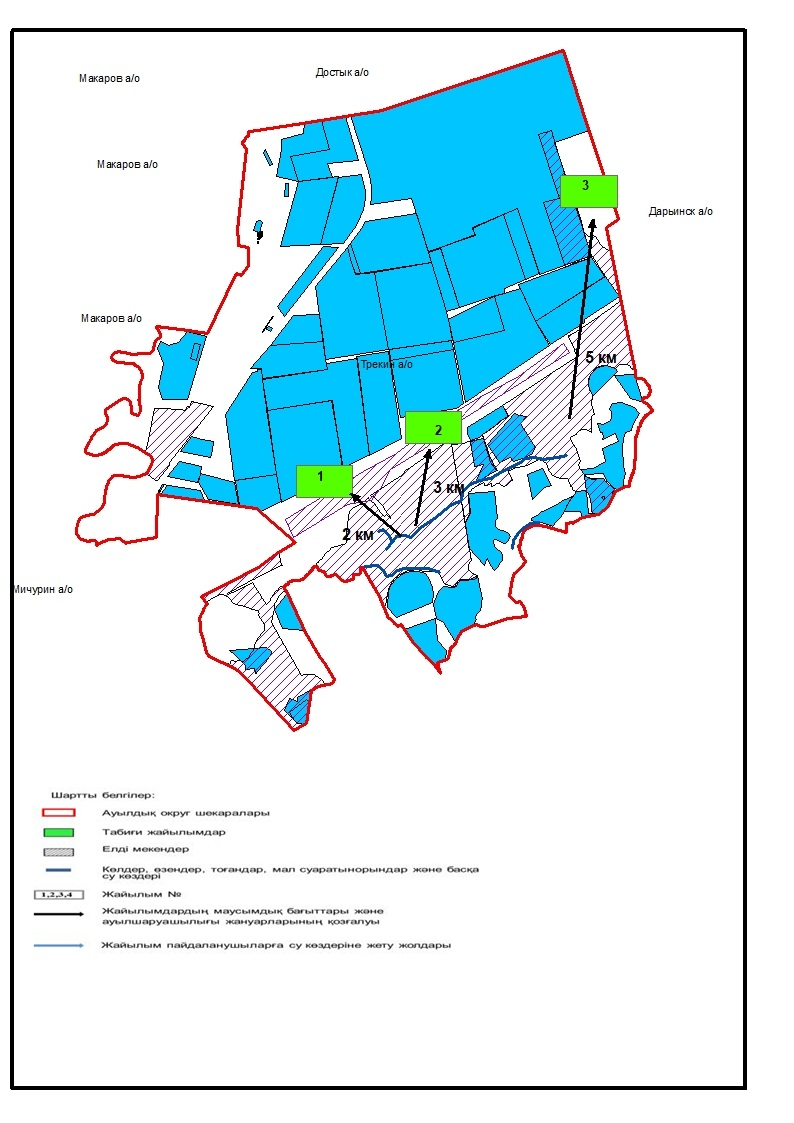 Достык а/о
Макаров а/о
Макаров а/о
3
Дарьинск а/о
Макаров а/о
5 км
Трекин а/о
2
1
3 км
2 км
Мичурин а/о
Шартты белгілер:
Ауылдық округ шекаралары
Табиғи жайылымдар
Елді мекендер
Көлдер, өзендер, тоғандар, мал суаратынорындар және басқа
су көздері
1,2,3,4 Жайылым №
Жайылымдардың маусымдық бағыттары және
ауылшаруашылығы жануарларының қозғалуы
Жайылым пайдаланушыларға су көздеріне жету жолдары